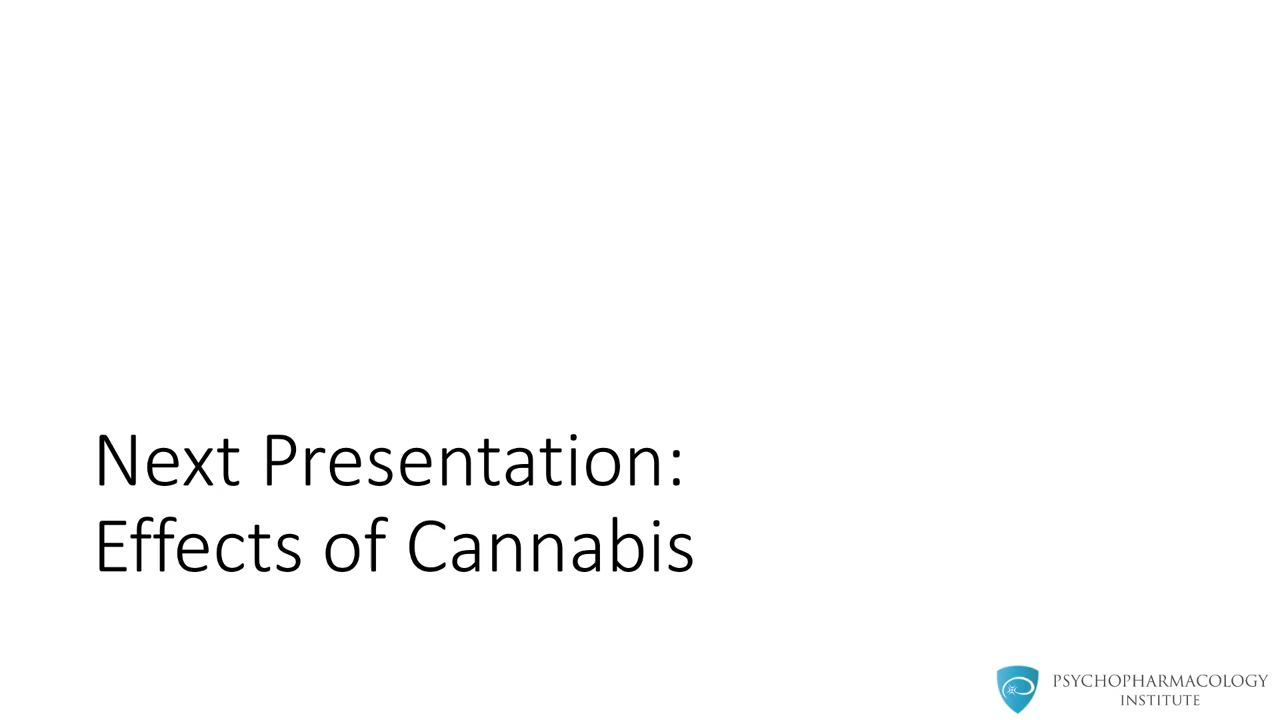 Next Presentation:
Effects of Cannabis
PSYCHOPHARMACOLOGY
INSTITUTE